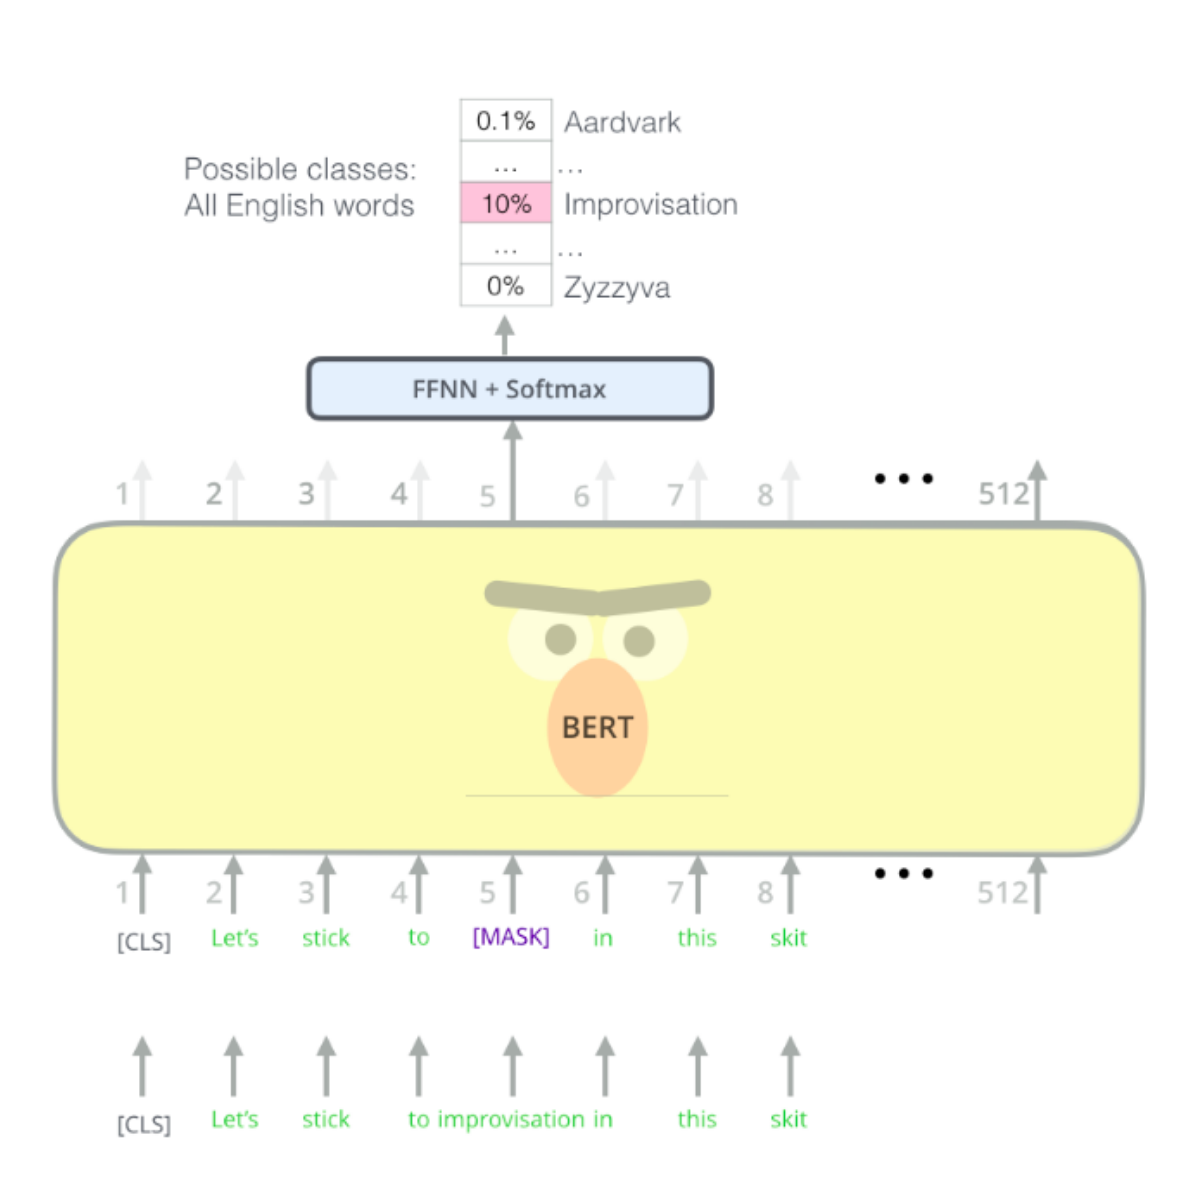 0.1% Aardvark
... ...
Possible classes:
All English words
10% Improvisation
... ...
0% Zyzzyva
FFNN + Softmax
1 2 3 4 5 6 7 8 ••• 512
BERT
1 2 3 4 5 6 7 8 ••• 512
[CLS] Let's stick to [MASK] in this skit
[CLS] Let's stick to improvisation in this skit